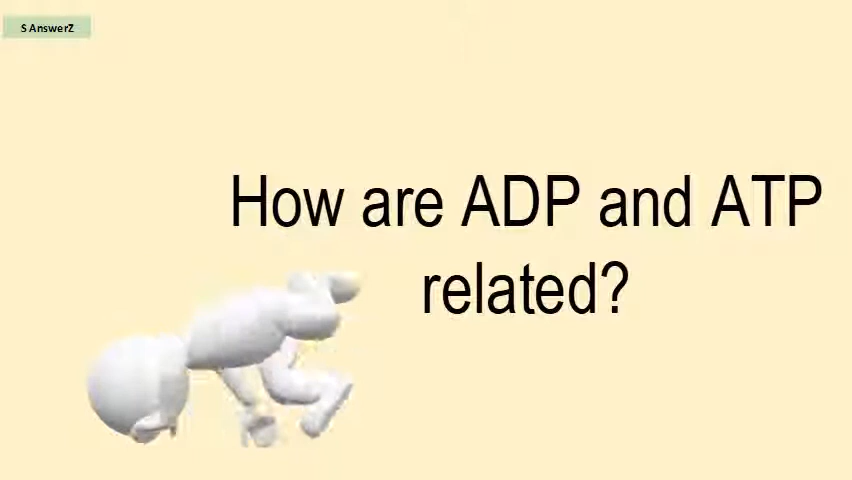 S AnswerZ
How are ADP and ATP
related?